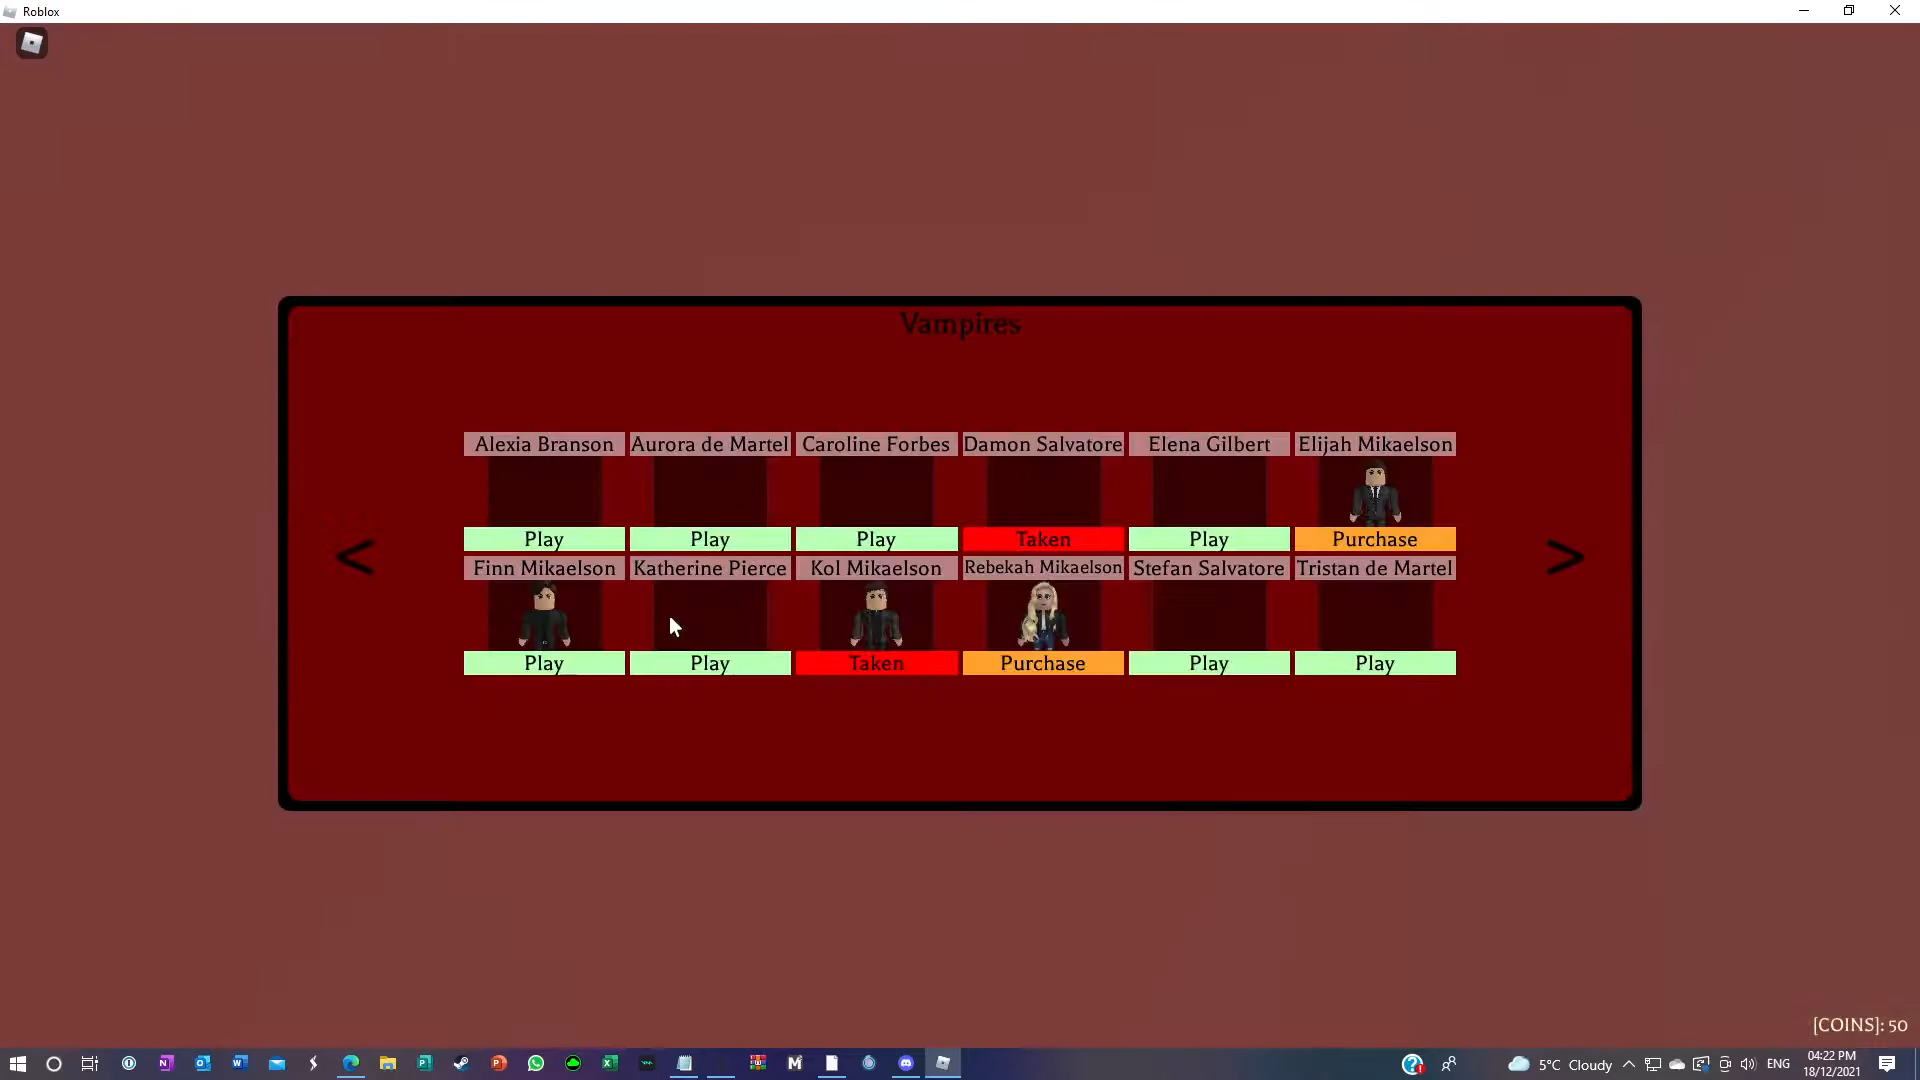 Roblox
Vampires
Alexia Branson Aurora de Martel Caroline Forbes Damon Salvatore Elena Gilbert Elijah Mikaelson
Play Play Play Taken Play Purchase
Finn Mikaelson Katherine Pierce Kol Mikaelson Rebekah Mikaelson Stefan Salvatore Tristan de Martel
Play Play Taken Purchase Play Play
< >
[COINS]: 50
5°C Cloudy ENG 04:22 PM
18/12/2021